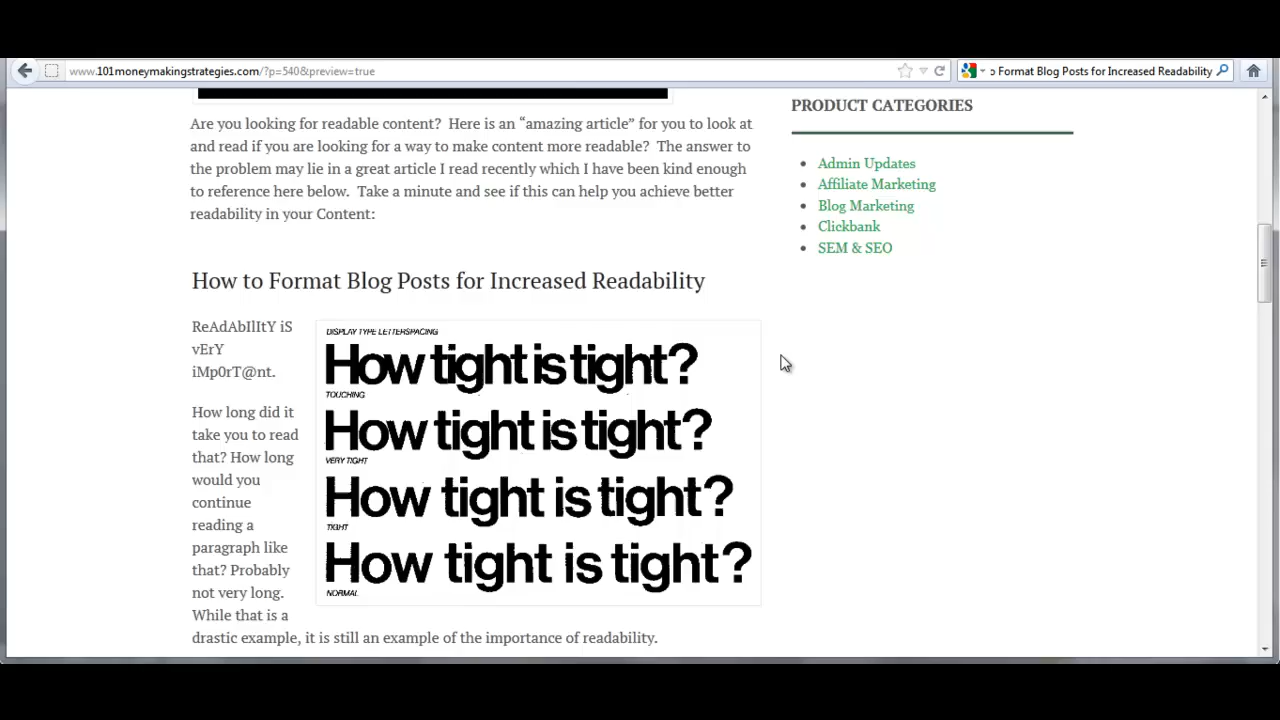 www.101moneymakingstrategies.com/?p=540&preview=true
Format Blog Posts for Increased Readability
PRODUCT CATEGORIES
Admin Updates
Affiliate Marketing
Blog Marketing
Clickbank
SEM & SEO
Are you looking for readable content? Here is an “amazing article” for you to look at
and read if you are looking for a way to make content more readable? The answer to
the problem may lie in a great article I read recently which I have been kind enough
to reference here below. Take a minute and see if this can help you achieve better
readability in your Content:
How to Format Blog Posts for Increased Readability
ReAdAbIlItY iS
vErY
iMp0rT@nt.
How long did it
take you to read
that? How long
would you
continue
reading a
paragraph like
that? Probably
not very long.
While that is a
drastic example, it is still an example of the importance of readability.
DISPLAY TYPE LETTERSPACING
How tight is tight?
TOUCHING
How tight is tight?
VERY TIGHT
How tight is tight?
TIGHT
How tight is tight?
NORMAL